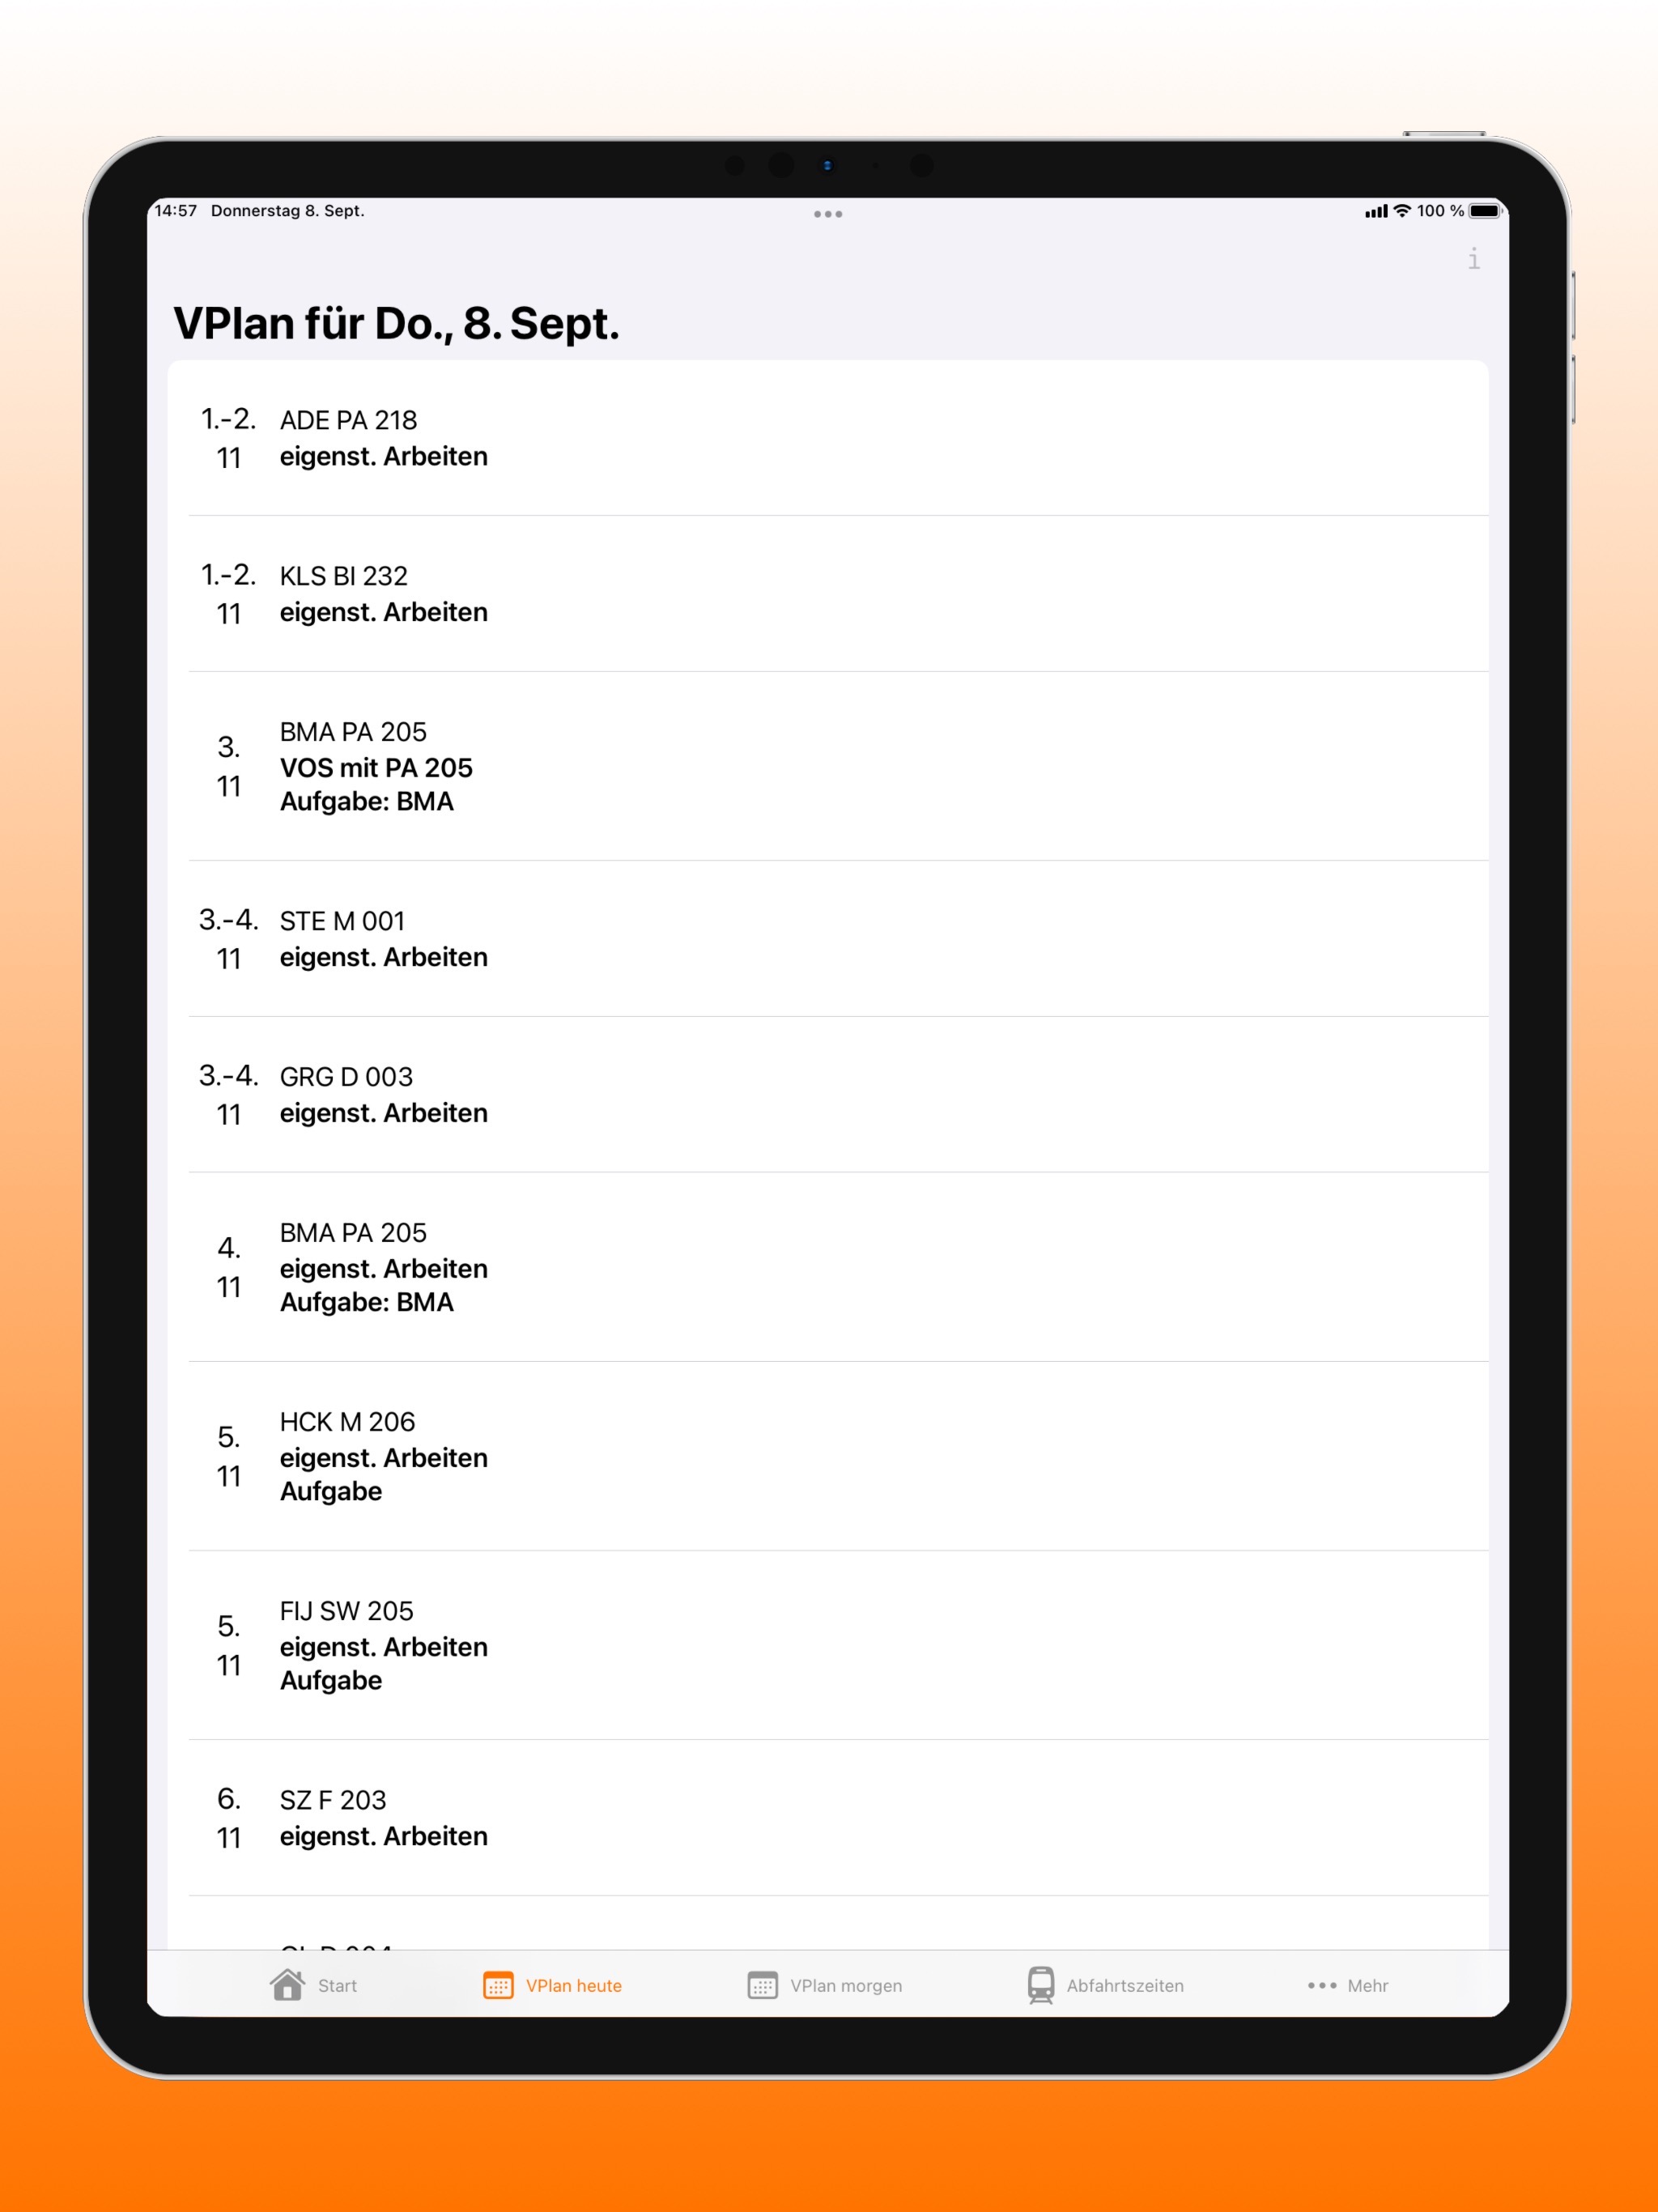 14:57 Donnerstag 8. Sept.
100 %
i
VPlan für Do., 8. Sept.
1.-2. ADE PA 218
11 eigenst. Arbeiten
1.-2. KLS BI 232
11 eigenst. Arbeiten
BMA PA 205
3.
VOS mit PA 205
11
Aufgabe: BMA
3.-4. STE M 001
11 eigenst. Arbeiten
3.-4. GRG D 003
11 eigenst. Arbeiten
BMA PA 205
4.
eigenst. Arbeiten
11
Aufgabe: BMA
HCK M 206
5.
eigenst. Arbeiten
11
Aufgabe
FIJ SW 205
5.
eigenst. Arbeiten
11
Aufgabe
6. SZ F 203
11 eigenst. Arbeiten
Start VPlan heute VPlan morgen Abfahrtszeiten Mehr